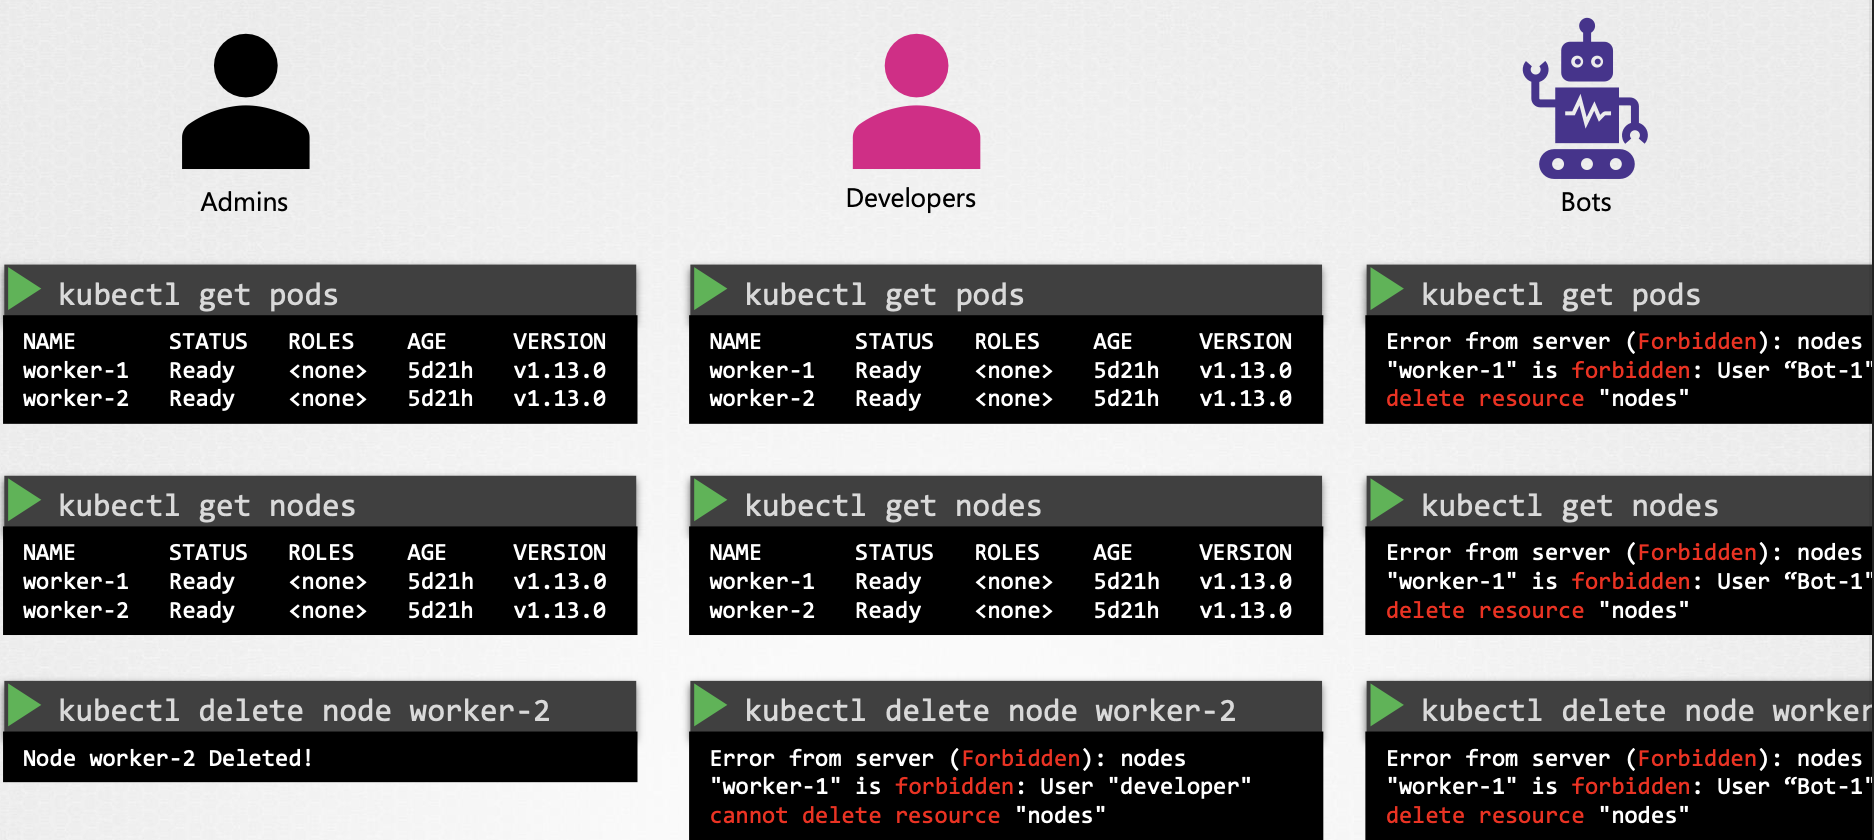 Admins
kubectl get pods
NAME STATUS ROLES AGE VERSION
worker-1 Ready <none> 5d21h v1.13.0
worker-2 Ready <none> 5d21h v1.13.0
kubectl get nodes
NAME STATUS ROLES AGE VERSION
worker-1 Ready <none> 5d21h v1.13.0
worker-2 Ready <none> 5d21h v1.13.0
kubectl delete node worker-2
Node worker-2 Deleted!
Developers
kubectl get pods
NAME STATUS ROLES AGE VERSION
worker-1 Ready <none> 5d21h v1.13.0
worker-2 Ready <none> 5d21h v1.13.0
kubectl get nodes
NAME STATUS ROLES AGE VERSION
worker-1 Ready <none> 5d21h v1.13.0
worker-2 Ready <none> 5d21h v1.13.0
kubectl delete node worker-2
Error from server (Forbidden): nodes
"worker-1" is forbidden: User "developer"
cannot delete resource "nodes"
Bots
kubectl get pods
Error from server (Forbidden): nodes
"worker-1" is forbidden: User “Bot-1"
delete resource "nodes"
kubectl get nodes
Error from server (Forbidden): nodes
"worker-1" is forbidden: User “Bot-1"
delete resource "nodes"
kubectl delete node worker
Error from server (Forbidden): nodes
"worker-1" is forbidden: User “Bot-1"
delete resource "nodes"